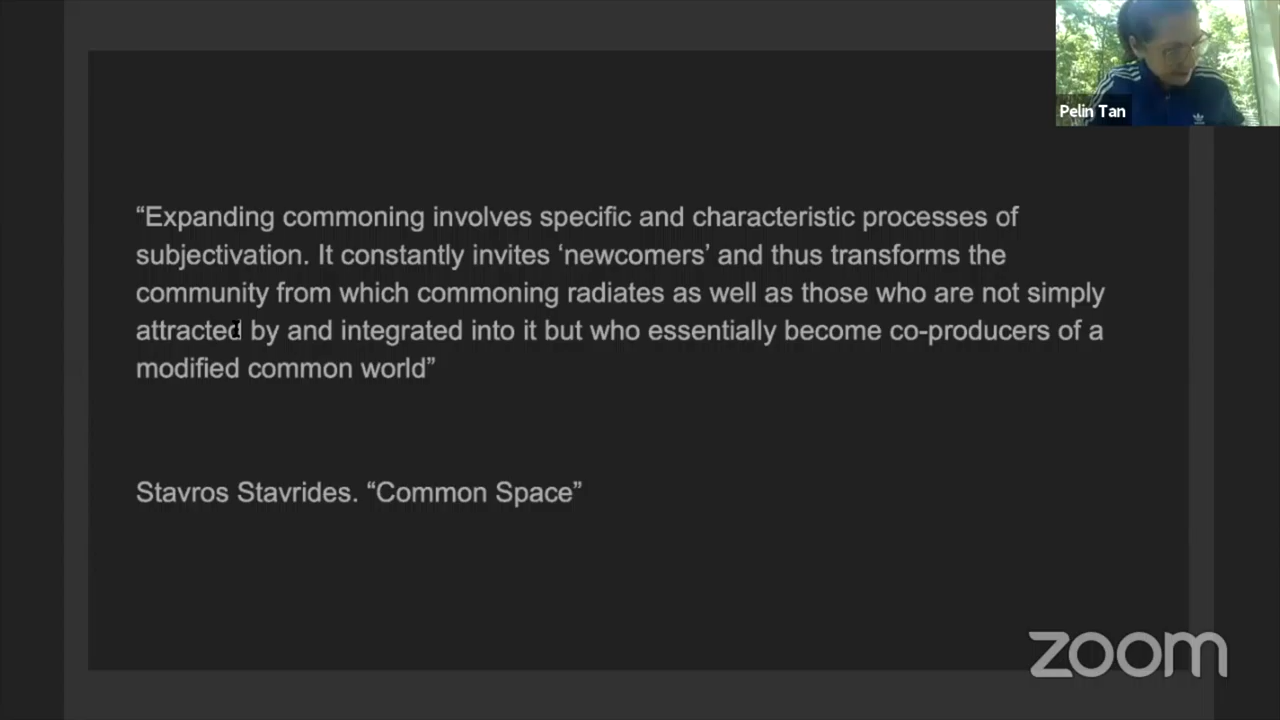 Pelin Tan
“Expanding commoning involves specific and characteristic processes of
subjectivation. It constantly invites ‘newcomers’ and thus transforms the
community from which commoning radiates as well as those who are not simply
attracted by and integrated into it but who essentially become co-producers of a
modified common world”
Stavros Stavrides. “Common Space”
zoom